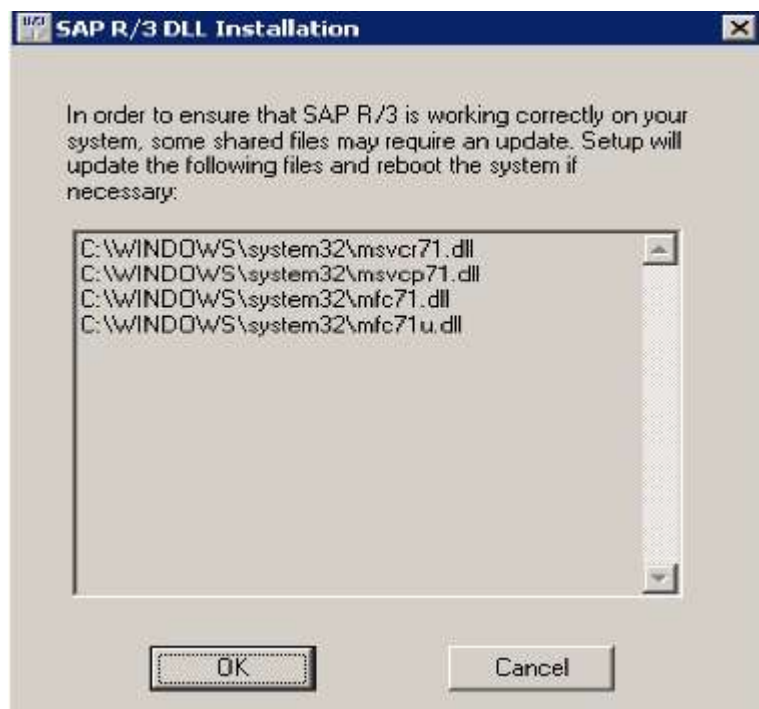 SAP R/3 DLL Installation
In order to ensure that SAP R/3 is working correctly on your
system, some shared files may require an update. Setup will
update the following files and reboot the system if
necessary:
C:\WINDOWS\system32\msvcr71.dll
C:\WINDOWS\system32\msvcp71.dll
C:\WINDOWS\system32\mfc71.dll
C:\WINDOWS\system32\mfc71u.dll
OK Cancel